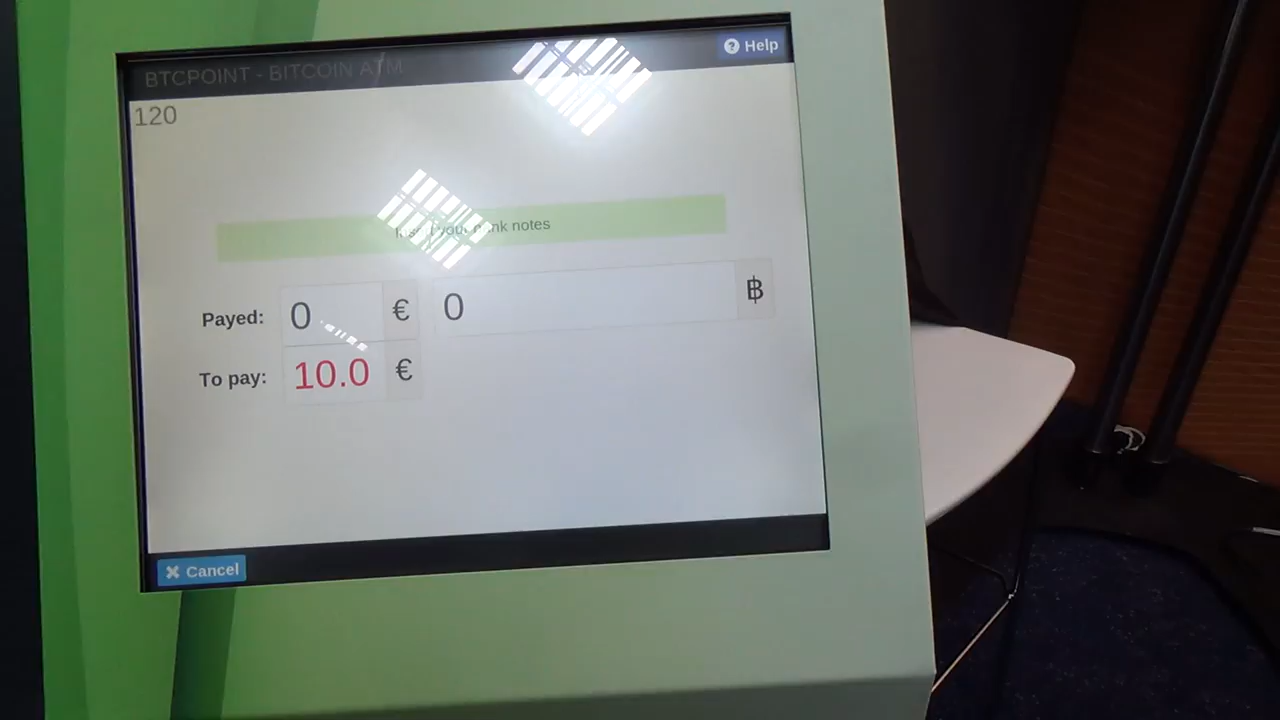 Help
BTCPOINT - BITCOIN ATM
120
Insert your bank notes
Payed: 0 € 0 ฿
To pay: 10.0 €
Cancel